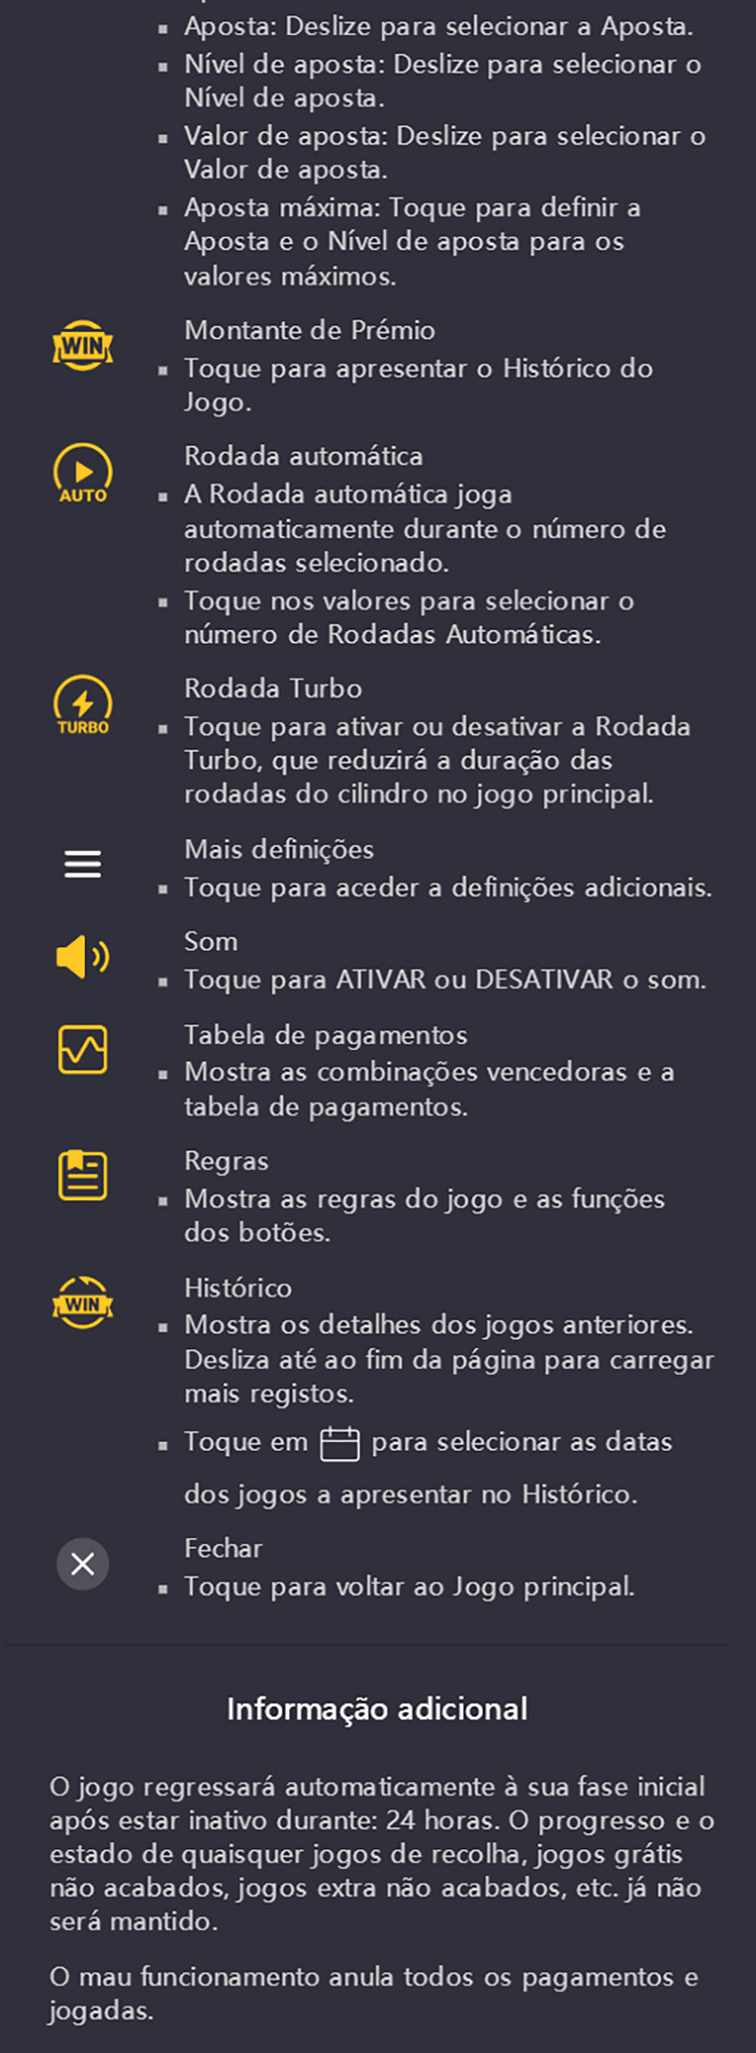 Aposta: Deslize para selecionar a Aposta.
Nível de aposta: Deslize para selecionar o
Nível de aposta.
Valor de aposta: Deslize para selecionar o
Valor de aposta.
Aposta máxima: Toque para definir a
Aposta e o Nível de aposta para os
valores máximos.
WIN
Montante de Prémio
Toque para apresentar o Histórico do
Jogo.
AUTO
Rodada automática
A Rodada automática joga
automaticamente durante o número de
rodadas selecionado.
Toque nos valores para selecionar o
número de Rodadas Automáticas.
TURBO
Rodada Turbo
Toque para ativar ou desativar a Rodada
Turbo, que reduzirá a duração das
rodadas do cilindro no jogo principal.
Mais definições
Toque para aceder a definições adicionais.
Som
Toque para ATIVAR ou DESATIVAR o som.
Tabela de pagamentos
Mostra as combinações vencedoras e a
tabela de pagamentos.
Regras
Mostra as regras do jogo e as funções
dos botões.
WIN
Histórico
Mostra os detalhes dos jogos anteriores.
Desliza até ao fim da página para carregar
mais registos.
Toque em para selecionar as datas
dos jogos a apresentar no Histórico.
Fechar
Toque para voltar ao Jogo principal.
Informação adicional
O jogo regressará automaticamente à sua fase inicial
após estar inativo durante: 24 horas. O progresso e o
estado de quaisquer jogos de recolha, jogos grátis
não acabados, jogos extra não acabados, etc. já não
será mantido.
O mau funcionamento anula todos os pagamentos e
jogadas.